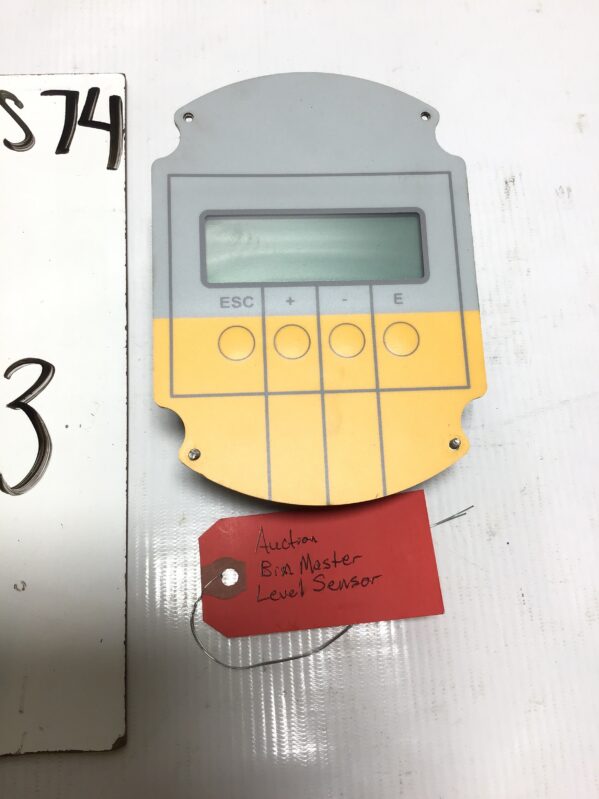 S74
3
ESC + - E
Auction
Bin Master
Level Sensor